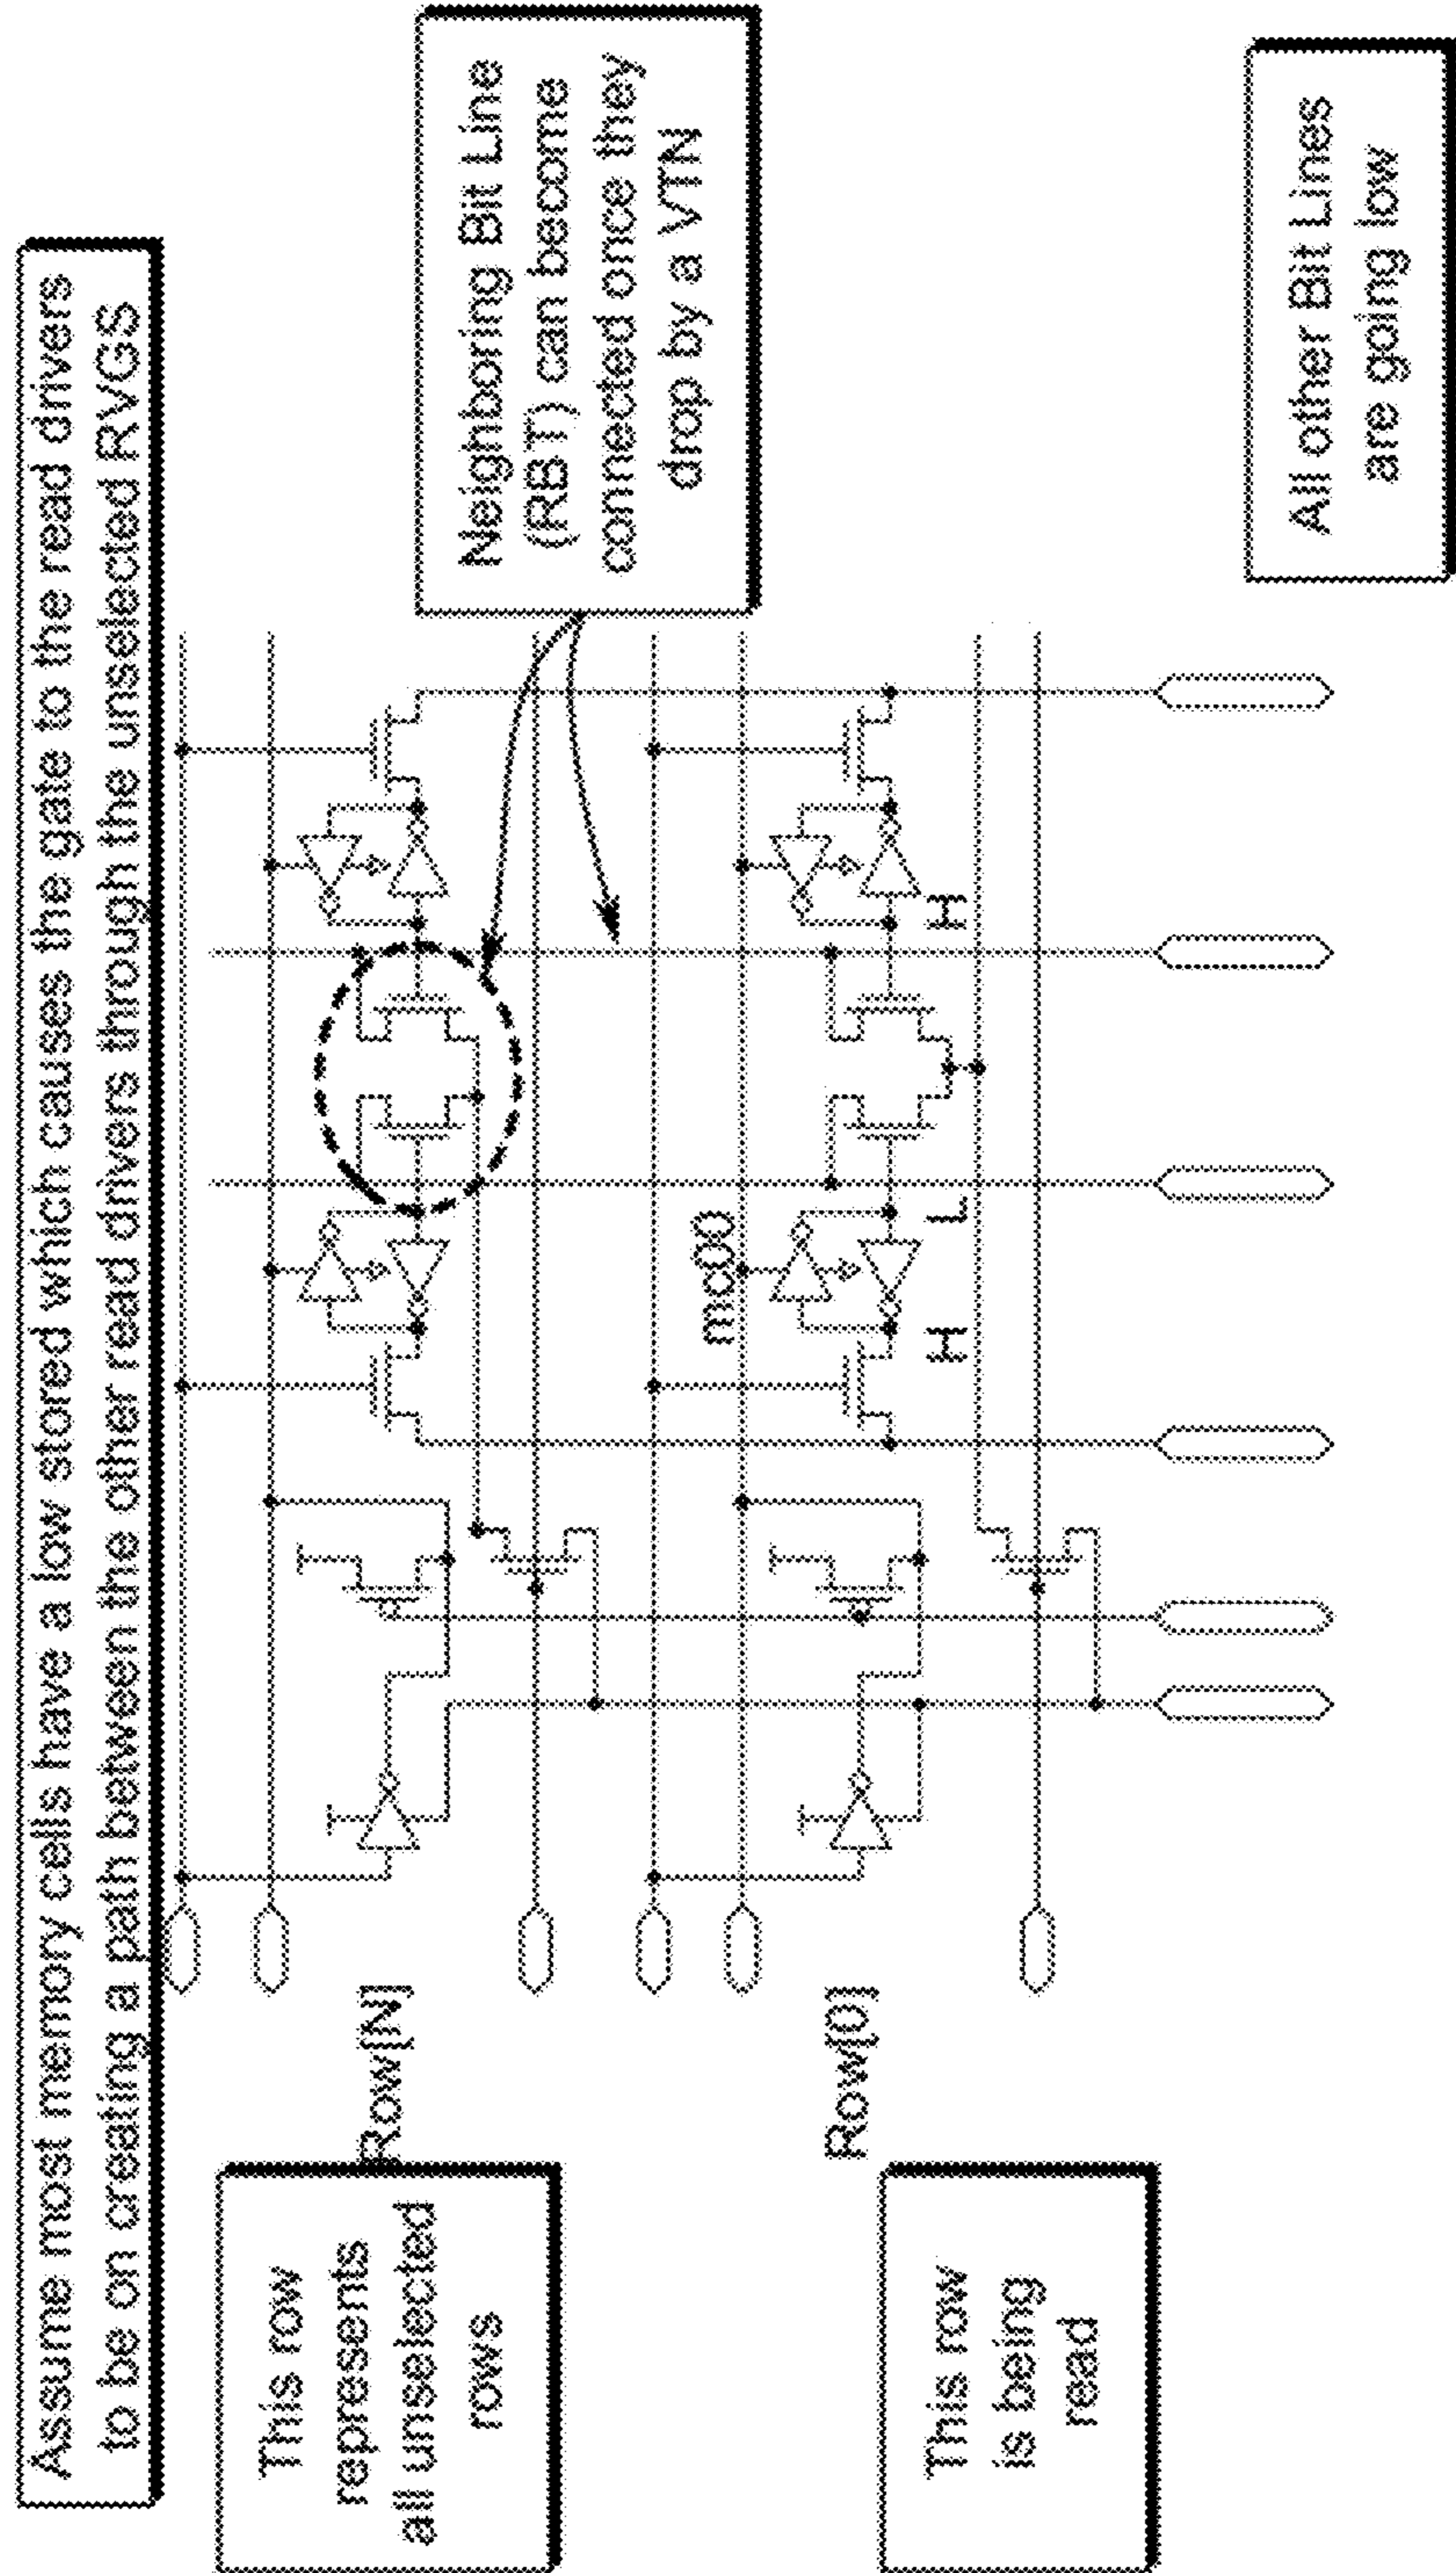 Assume most memory cells have a low stored which causes the gate to the read drivers
to be on creating a path between the other read drivers through the unselected RVGS
This row
represents
all unselected
rows
Row[N]
Neighboring Bit Line
(RBT) can become
connected once they
drop by a VTN
mc00
Row[0]
H
L
H
This row
is being
read
All other Bit Lines
are going low